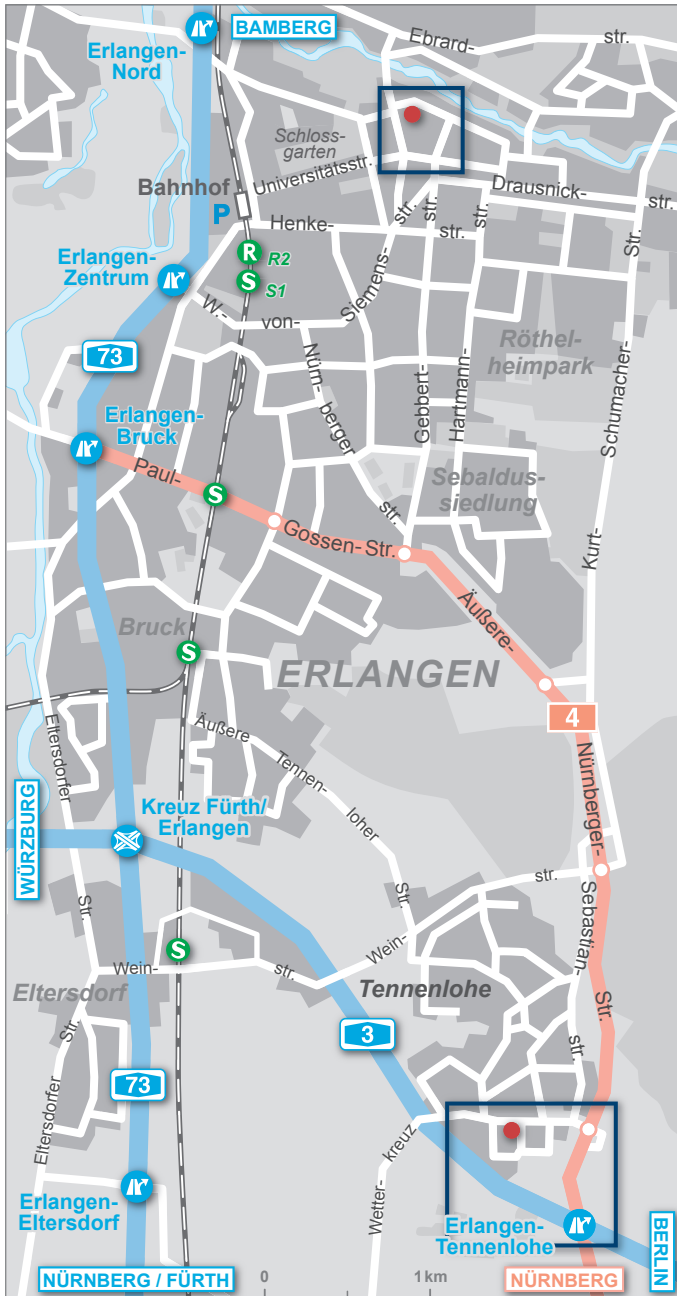 BAMBERG
Erlangen-
Nord
Ebrard-
str.
Schloss-
garten
Universitätsstr.
Bahnhof
P
Drausnick-
str.
Henke-
str.
str.
str.
str.
Str.
R R2
S S1
Erlangen-
Zentrum
W.-
von-
Siemens-
Nürn-
berger
str.
Gebbert-
Hartmann-
Röthel-
heimpark
Schumacher-
Kurt-
73
Erlangen-
Bruck
Paul-
S
Gossen-Str.
Sebaldus-
siedlung
Äußere-
Bruck
S
ERLANGEN
4
Nürnberger-
Str.
Eltersdorfer
Str.
Äußere
Tennen-
loher
Str.
WÜRZBURG
Kreuz Fürth/
Erlangen
Sebastian-
str.
S
Wein-
str.
Wein-
str.
Eltersdorf
Tennenlohe
3
73
Eltersdorfer
Str.
Wetter-
kreuz
Erlangen-
Eltersdorf
Erlangen-
Tennenlohe
BERLIN
NÜRNBERG / FÜRTH
0
1km
NÜRNBERG